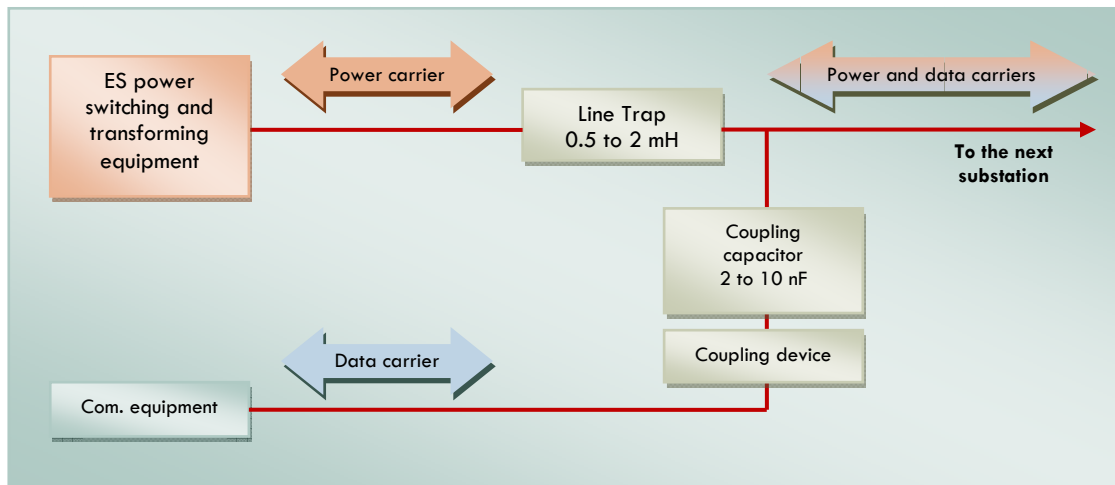 ES power
switching and
transforming
equipment
Power carrier
Line Trap
0.5 to 2 mH
Power and data carriers
To the next
substation
Coupling
capacitor
2 to 10 nF
Coupling device
Data carrier
Com. equipment